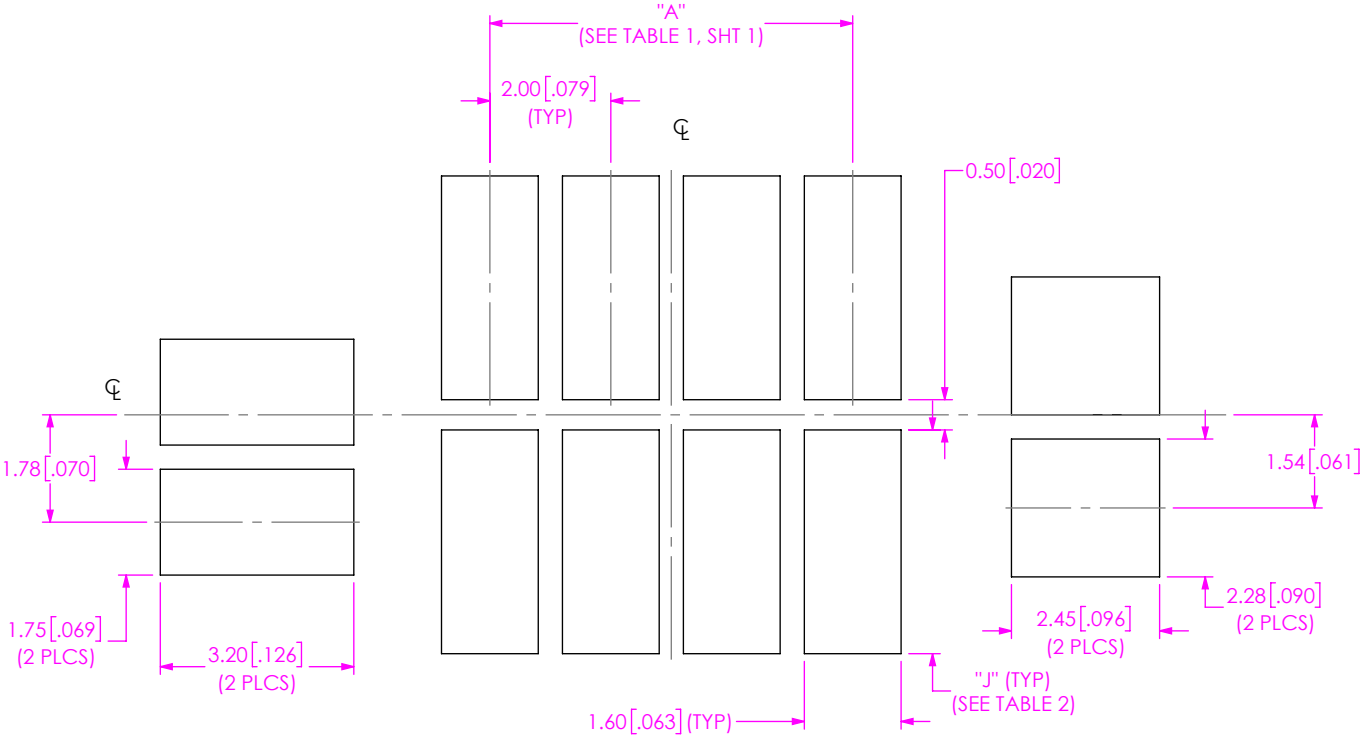 "A"
(SEE TABLE 1, SHT 1)
2.00[.079]
(TYP)
℄
0.50[.020]
℄
1.78[.070]
1.54[.061]
1.75[.069]
(2 PLCS)
3.20[.126]
(2 PLCS)
2.45[.096]
(2 PLCS)
2.28[.090]
(2 PLCS)
"J" (TYP)
(SEE TABLE 2)
1.60[.063](TYP)